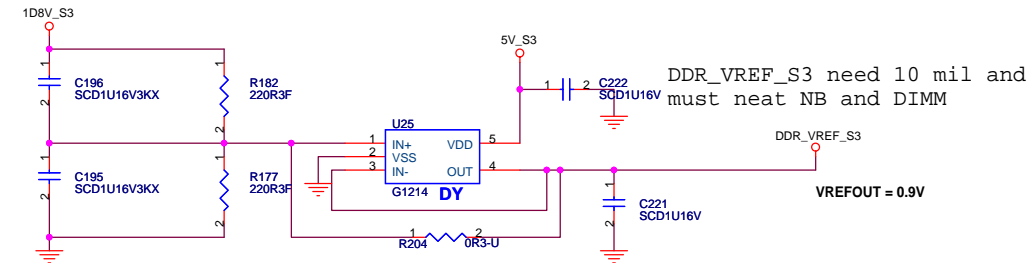 1D8V_S3
5V_S3
1
C196
SCD1U16V3KX
2
1
R182
220R3F
2
1
C195
SCD1U16V3KX
2
1
R177
220R3F
2
U25
1
IN+
VDD
5
2
VSS
3
IN-
OUT
4
G1214
DY
1
2
C222
SCD1U16V
DDR_VREF_S3 need 10 mil and
must neat NB and DIMM
DDR_VREF_S3
VREFOUT = 0.9V
1
C221
SCD1U16V
2
1
2
R204
0R3-U